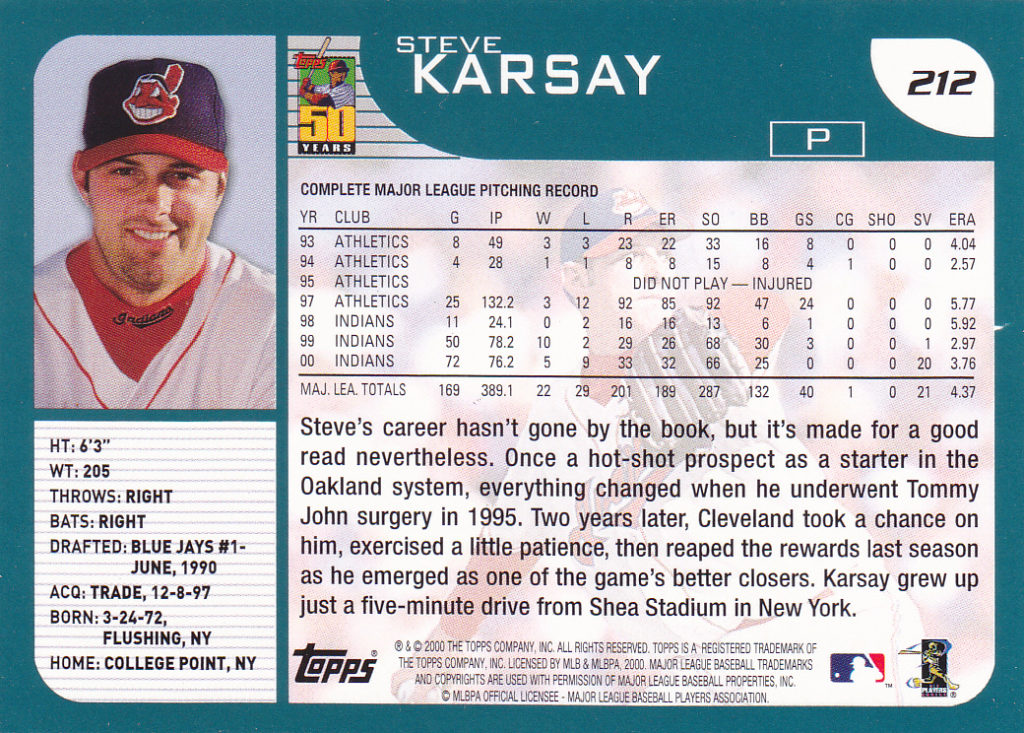 Topps
50
YEARS
STEVE
KARSAY
212
P
Indians
COMPLETE MAJOR LEAGUE PITCHING RECORD
YR CLUB G IP W L R ER SO BB GS CG SHO SV ERA
93 ATHLETICS 8 49 3 3 23 22 33 16 8 0 0 0 4.04
94 ATHLETICS 4 28 1 1 8 8 15 8 4 1 0 0 2.57
95 ATHLETICS DID NOT PLAY — INJURED
97 ATHLETICS 25 132.2 3 12 92 85 92 47 24 0 0 0 5.77
98 INDIANS 11 24.1 0 2 16 16 13 6 1 0 0 0 5.92
99 INDIANS 50 78.2 10 2 29 26 68 30 3 0 0 1 2.97
00 INDIANS 72 76.2 5 9 33 32 66 25 0 0 0 20 3.76
MAJ. LEA. TOTALS 169 389.1 22 29 201 189 287 132 40 1 0 21 4.37
HT: 6'3"
WT: 205
THROWS: RIGHT
BATS: RIGHT
DRAFTED: BLUE JAYS #1-
JUNE, 1990
ACQ: TRADE, 12-8-97
BORN: 3-24-72,
FLUSHING, NY
HOME: COLLEGE POINT, NY
Steve's career hasn't gone by the book, but it's made for a good
read nevertheless. Once a hot-shot prospect as a starter in the
Oakland system, everything changed when he underwent Tommy
John surgery in 1995. Two years later, Cleveland took a chance on
him, exercised a little patience, then reaped the rewards last season
as he emerged as one of the game's better closers. Karsay grew up
just a five-minute drive from Shea Stadium in New York.
Topps®
® & © 2000 THE TOPPS COMPANY, INC. ALL RIGHTS RESERVED. TOPPS IS A REGISTERED TRADEMARK OF
THE TOPPS COMPANY, INC. LICENSED BY MLB & MLBPA, 2000. MAJOR LEAGUE BASEBALL TRADEMARKS
AND COPYRIGHTS ARE USED WITH PERMISSION OF MAJOR LEAGUE BASEBALL PROPERTIES, INC.
© MLBPA OFFICIAL LICENSEE - MAJOR LEAGUE BASEBALL PLAYERS ASSOCIATION.
TM
PLAYERS
®